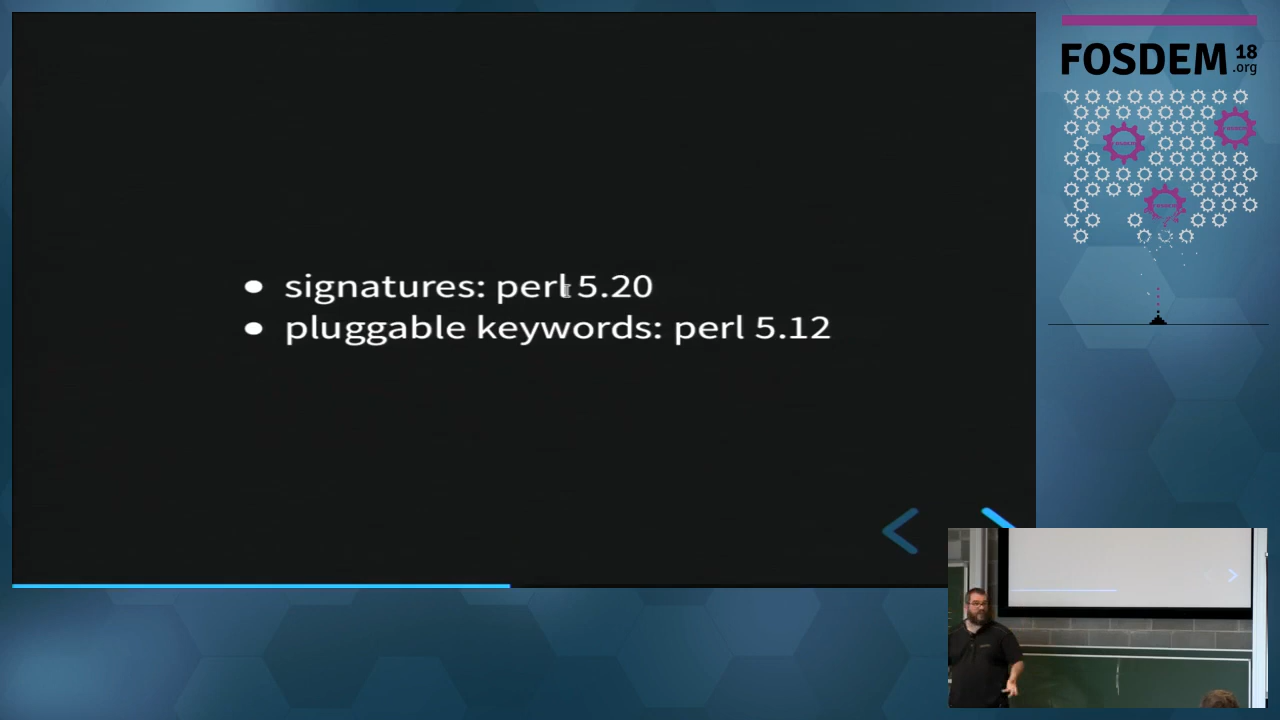 signatures: perl 5.20
pluggable keywords: perl 5.12
FOSDEM 18
.org